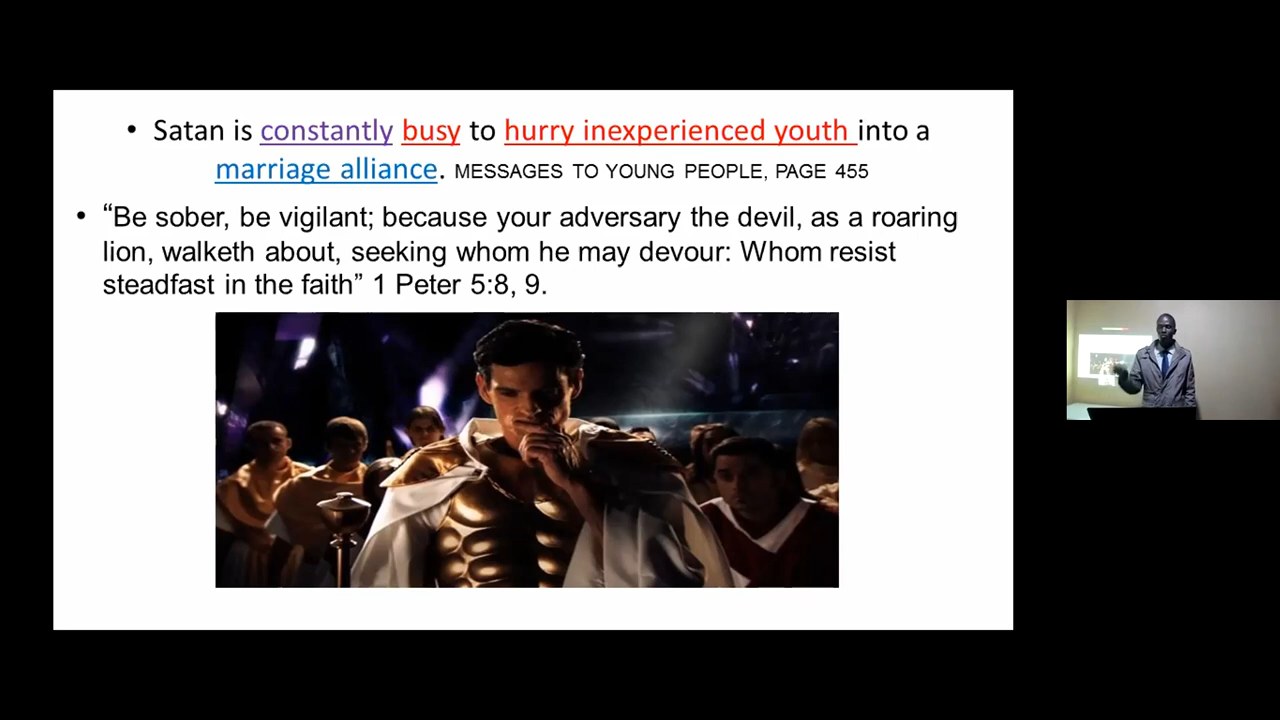 • Satan is constantly busy to hurry inexperienced youth into a
marriage alliance. MESSAGES TO YOUNG PEOPLE, PAGE 455
• “Be sober, be vigilant; because your adversary the devil, as a roaring
lion, walketh about, seeking whom he may devour: Whom resist
steadfast in the faith” 1 Peter 5:8, 9.